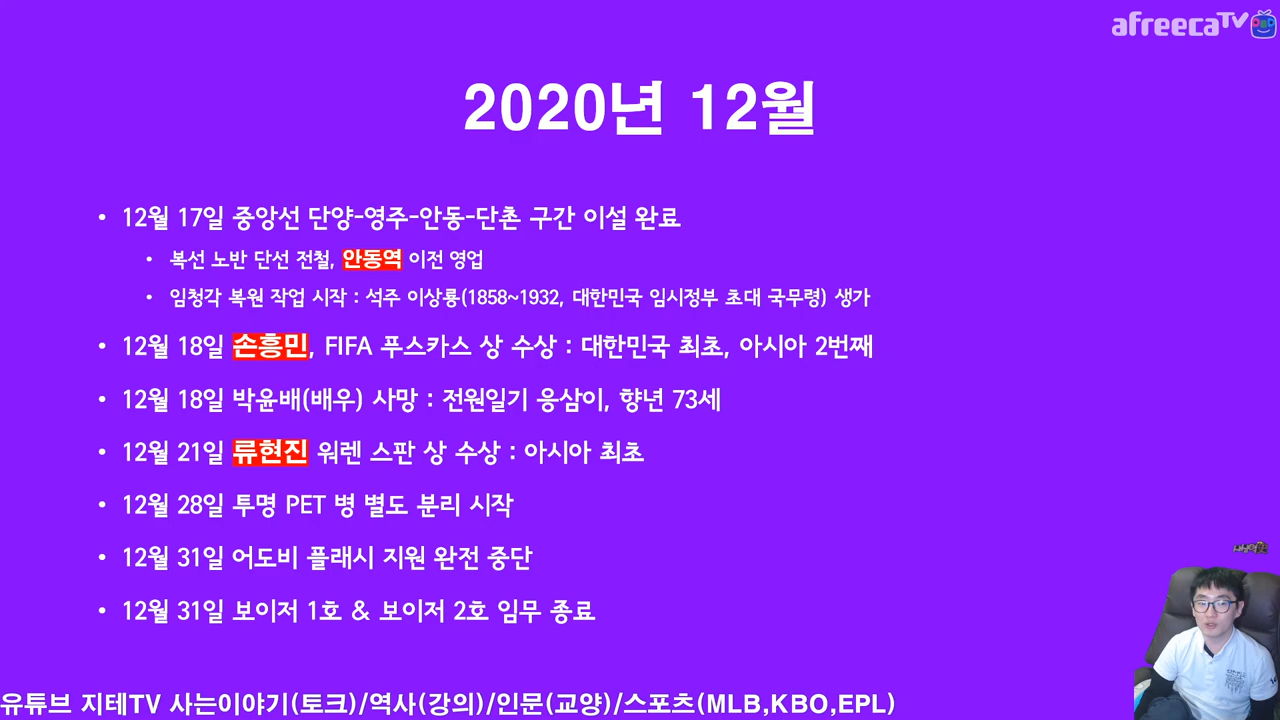 afreecaTV
2020년 12월
• 12월 17일 중앙선 단양-영주-안동-단촌 구간 이설 완료
• 복선 노반 단선 전철, 안동역 이전 영업
• 임청각 복원 작업 시작 : 석주 이상룡(1858~1932, 대한민국 임시정부 초대 국무령) 생가
• 12월 18일 손흥민, FIFA 푸스카스 상 수상 : 대한민국 최초, 아시아 2번째
• 12월 18일 박윤배(배우) 사망 : 전원일기 응삼이, 향년 73세
• 12월 21일 류현진 워렌 스판 상 수상 : 아시아 최초
• 12월 28일 투명 PET 병 별도 분리 시작
• 12월 31일 어도비 플래시 지원 완전 중단
• 12월 31일 보이저 1호 & 보이저 2호 임무 종료
유튜브 지테TV 사는이야기(토크)/역사(강의)/인문(교양)/스포츠(MLB,KBO,EPL)